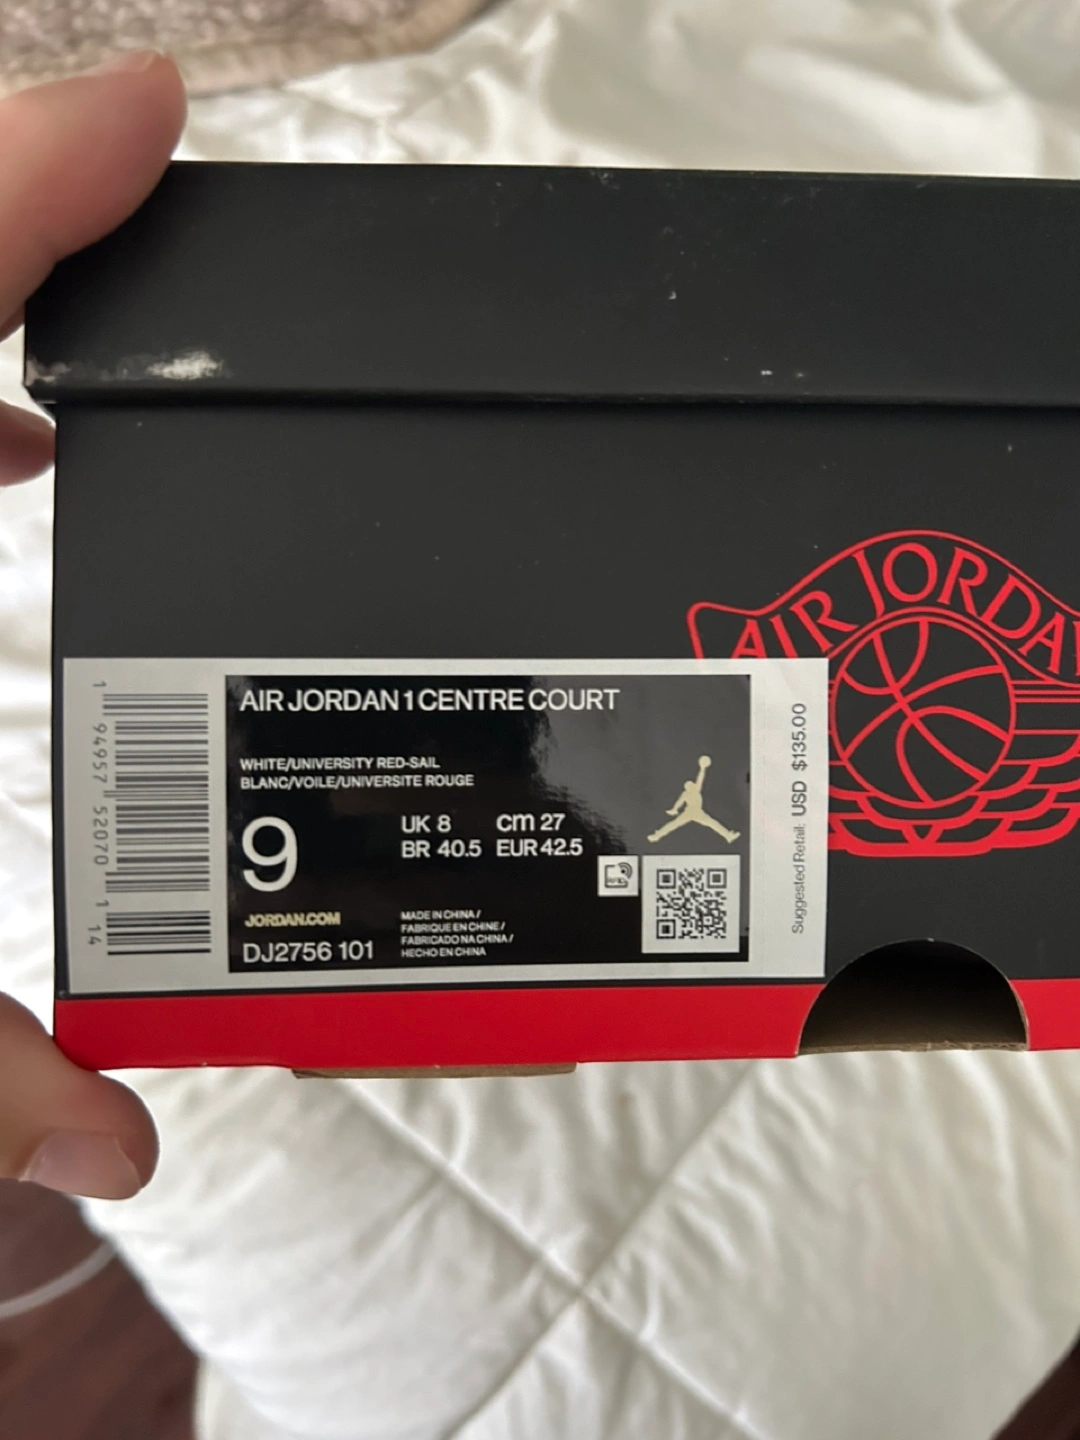 AIR JORDAN
AIR JORDAN 1 CENTRE COURT
WHITE/UNIVERSITY RED-SAIL
BLANC/VOILE/UNIVERSITE ROUGE
9
UK 8 cm 27
BR 40.5 EUR 42.5
JORDAN.COM
DJ2756 101
MADE IN CHINA /
FABRIQUE EN CHINE /
FABRICADO NA CHINA /
HECHO EN CHINA
1 94957 52070 1 14
Suggested Retail: USD $135.00